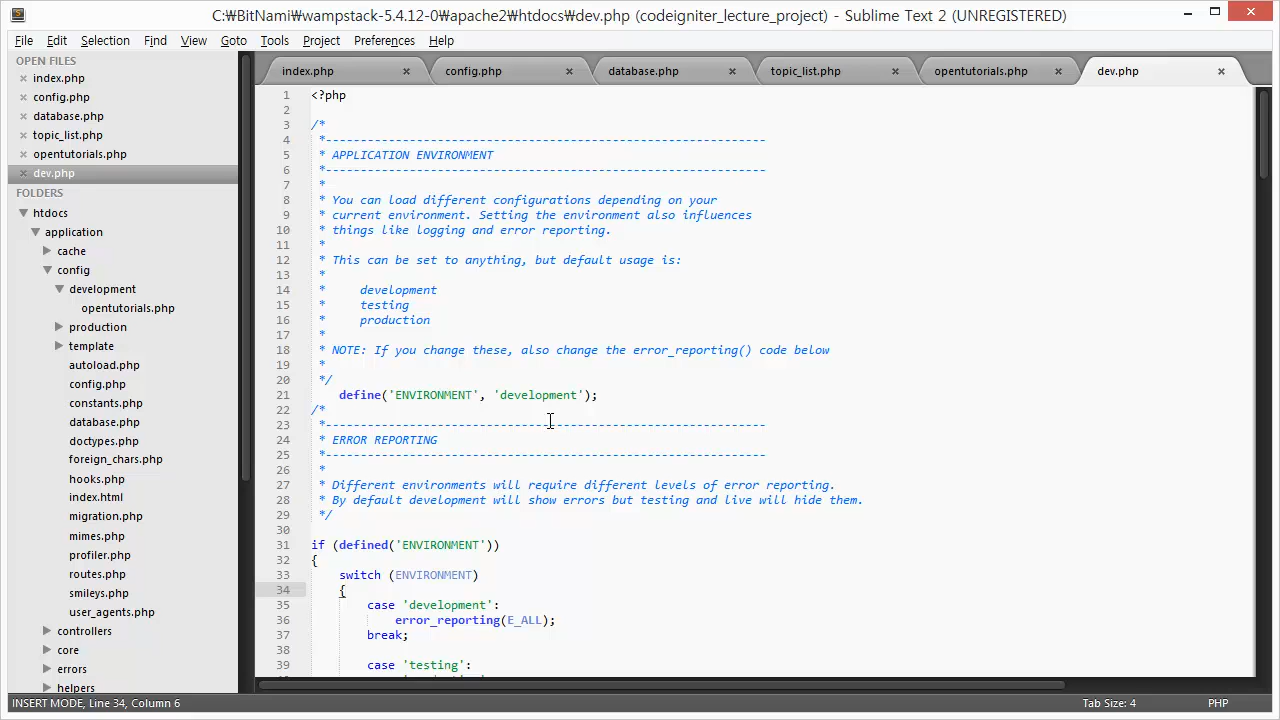 C:₩BitNami₩wampstack-5.4.12-0₩apache2₩htdocs₩dev.php (codeigniter_lecture_project) - Sublime Text 2 (UNREGISTERED)
File Edit Selection Find View Goto Tools Project Preferences Help
OPEN FILES
index.php
config.php
database.php
topic_list.php
opentutorials.php
dev.php
FOLDERS
htdocs
application
cache
config
development
opentutorials.php
production
template
autoload.php
config.php
constants.php
database.php
doctypes.php
foreign_chars.php
hooks.php
index.html
migration.php
mimes.php
profiler.php
routes.php
smileys.php
user_agents.php
controllers
core
errors
helpers
index.php config.php database.php topic_list.php opentutorials.php dev.php
1 <?php
2
3 /*
4 *---------------------------------------------------------------
5 * APPLICATION ENVIRONMENT
6 *---------------------------------------------------------------
7 *
8 * You can load different configurations depending on your
9 * current environment. Setting the environment also influences
10 * things like logging and error reporting.
11 *
12 * This can be set to anything, but default usage is:
13 *
14 * development
15 * testing
16 * production
17 *
18 * NOTE: If you change these, also change the error_reporting() code below
19 *
20 */
21 define('ENVIRONMENT', 'development');
22 /*
23 *---------------------------------------------------------------
24 * ERROR REPORTING
25 *---------------------------------------------------------------
26 *
27 * Different environments will require different levels of error reporting.
28 * By default development will show errors but testing and live will hide them.
29 */
30
31 if (defined('ENVIRONMENT'))
32 {
33 switch (ENVIRONMENT)
34 {
35 case 'development':
36 error_reporting(E_ALL);
37 break;
38
39 case 'testing':
INSERT MODE, Line 34, Column 6
Tab Size: 4
PHP